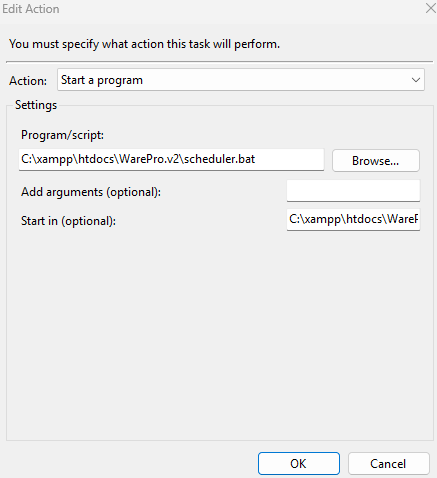 Edit Action
You must specify what action this task will perform.
Action: Start a program
Settings
Program/script:
C:\xampp\htdocs\WarePro.v2\scheduler.bat Browse...
Add arguments (optional):
Start in (optional): C:\xampp\htdocs\WareF
OK Cancel